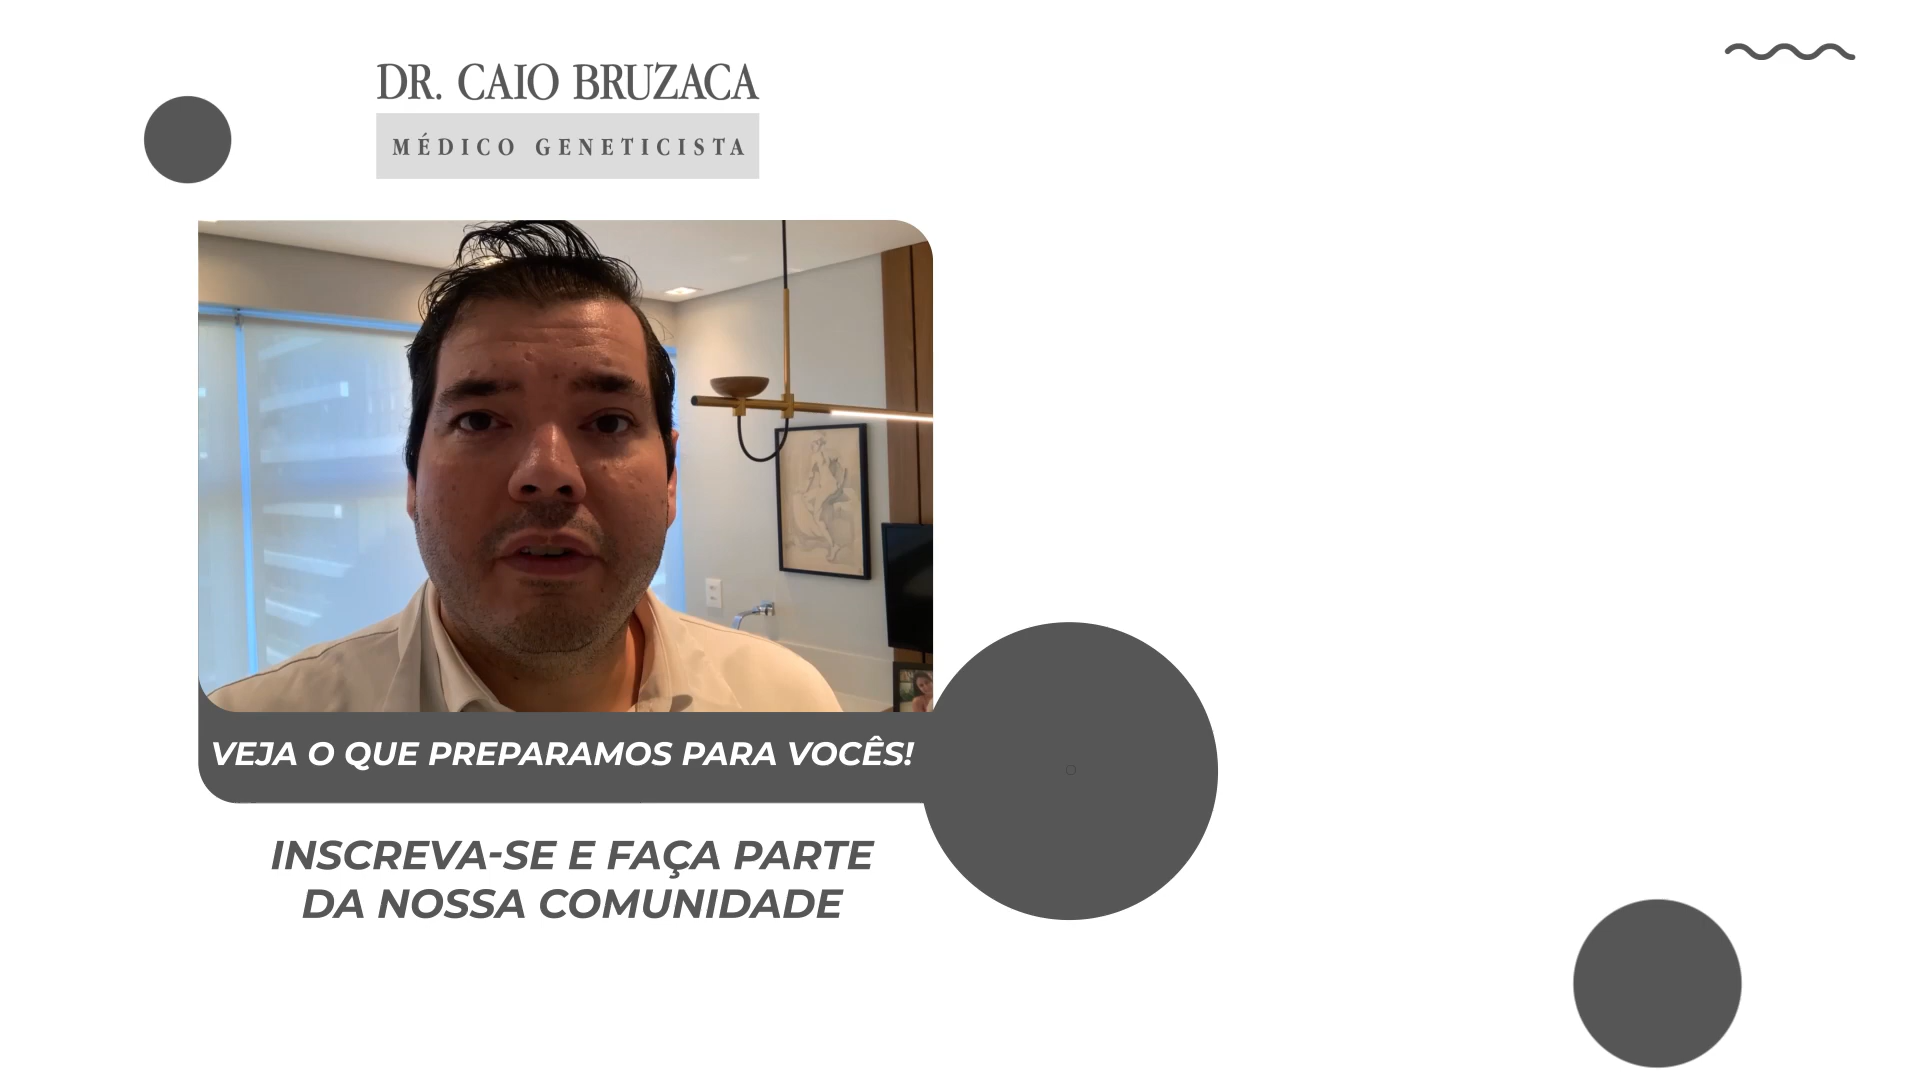 DR. CAIO BRUZACA
MÉDICO GENETICISTA
VEJA O QUE PREPARAMOS PARA VOCÊS!
INSCREVA-SE E FAÇA PARTE
DA NOSSA COMUNIDADE